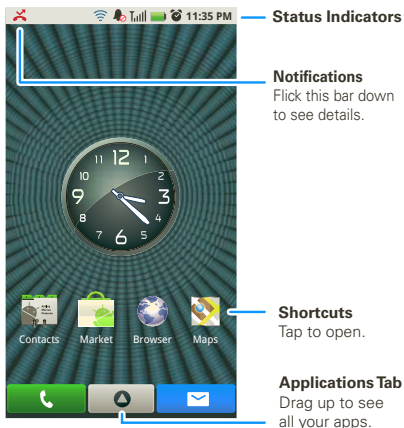 11:35 PM
Status Indicators
Notifications
Flick this bar down
to see details.
11 12 1
10 2
9 3
8 4
7 6 5
Contacts Market Browser Maps
Shortcuts
Tap to open.
Applications Tab
Drag up to see
all your apps.